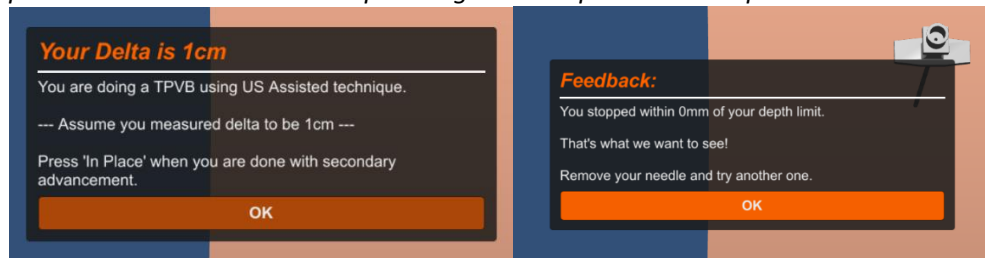 Your Delta is 1cm
You are doing a TPVB using US Assisted technique.
--- Assume you measured delta to be 1cm ---
Press 'In Place' when you are done with secondary
advancement.
OK
Feedback:
You stopped within 0mm of your depth limit.
That's what we want to see!
Remove your needle and try another one.
OK